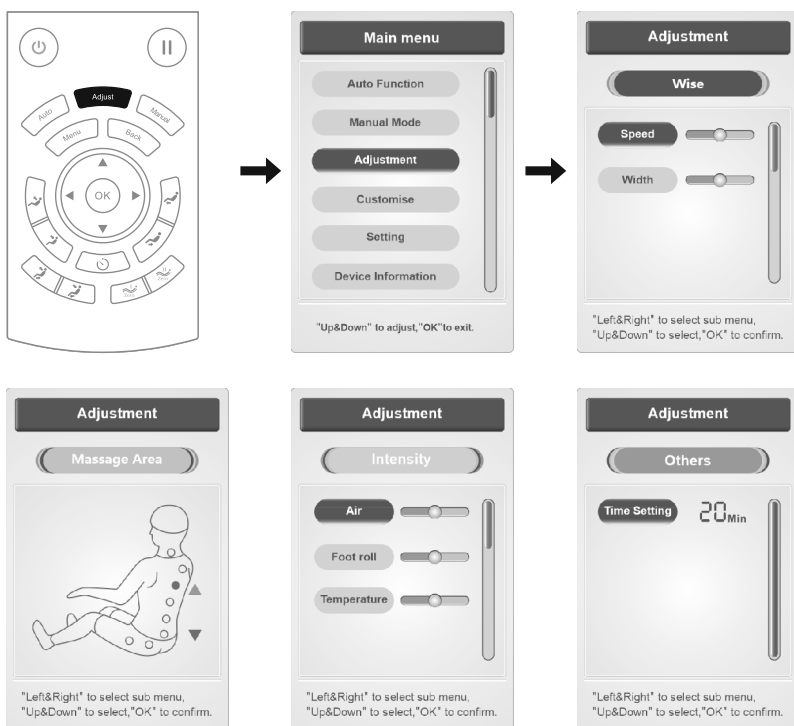 Adjust
Auto
Manual
Menu
Back
OK
Zero
Zero
Main menu
Auto Function
Manual Mode
Adjustment
Customise
Setting
Device Information
"Up&Down" to adjust,"OK"to exit.
Adjustment
Wise
Speed
Width
"Left&Right" to select sub menu,
"Up&Down" to select,"OK" to confirm.
Adjustment
Massage Area
"Left&Right" to select sub menu,
"Up&Down" to select,"OK" to confirm.
Adjustment
Intensity
Air
Foot roll
Temperature
"Left&Right" to select sub menu,
"Up&Down" to select,"OK" to confirm.
Adjustment
Others
Time Setting 20Min
"Left&Right" to select sub menu,
"Up&Down" to select,"OK" to confirm.